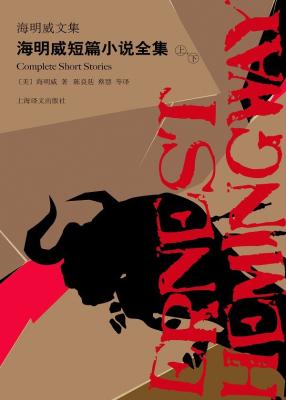 海明威文集
海明威短篇小说全集 上、下
Complete Short Stories
[美] 海明威 著 陈良廷 蔡慧 等译
上海译文出版社
ERNEST
HEMINGWAY